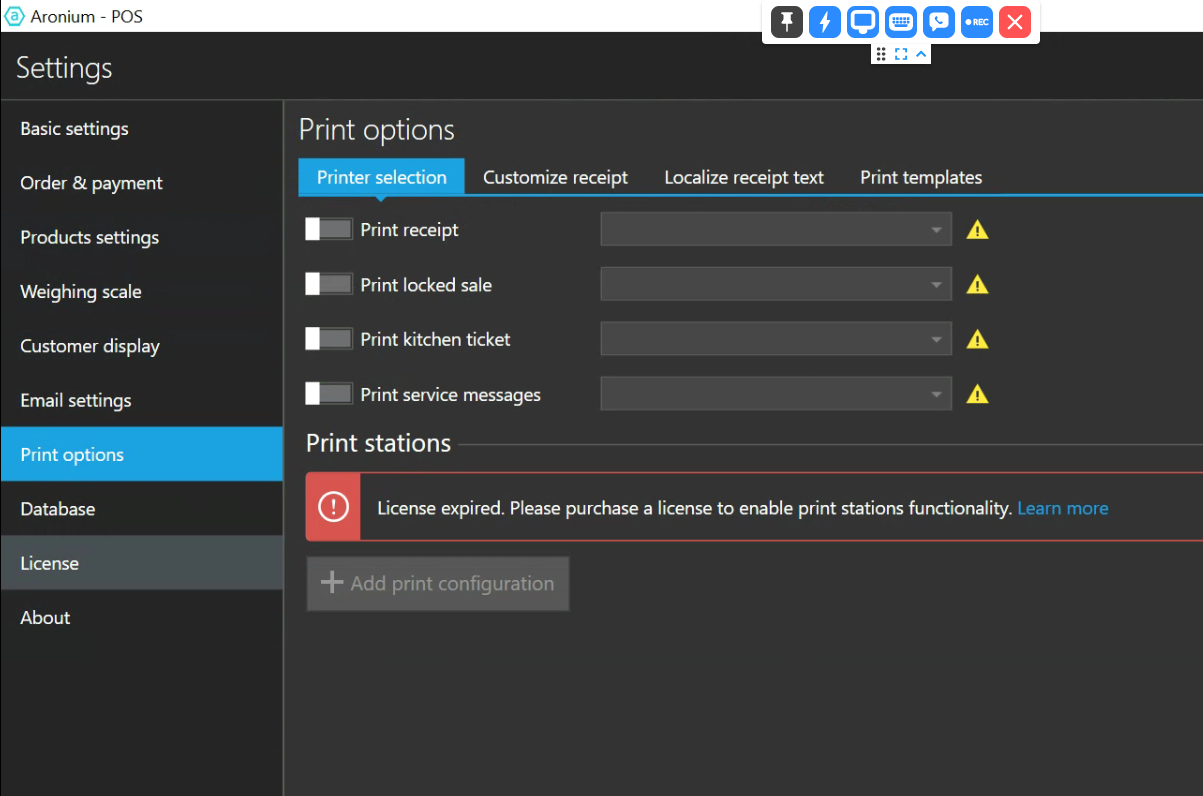 Aronium - POS
REC
Settings
Basic settings
Order & payment
Products settings
Weighing scale
Customer display
Email settings
Print options
Database
License
About
Print options
Printer selection Customize receipt Localize receipt text Print templates
Print receipt
Print locked sale
Print kitchen ticket
Print service messages
Print stations
License expired. Please purchase a license to enable print stations functionality. Learn more
Add print configuration